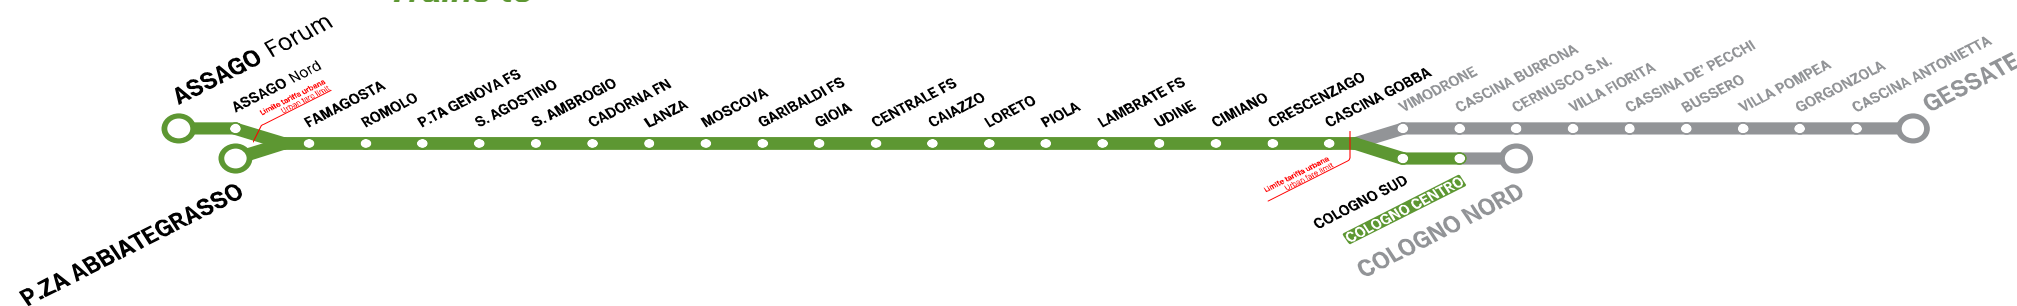 Trains to
ASSAGO Forum
ASSAGO Nord
Limite tariffa urbana
Urban fare limit
FAMAGOSTA
ROMOLO
P.TA GENOVA FS
S. AGOSTINO
S. AMBROGIO
CADORNA FN
LANZA
MOSCOVA
GARIBALDI FS
GIOIA
CENTRALE FS
CAIAZZO
LORETO
PIOLA
LAMBRATE FS
UDINE
CIMIANO
CRESCENZAGO
CASCINA GOBBA
VIMODRONE
CASCINA BURRONA
CERNUSCO S.N.
VILLA FIORITA
CASSINA DE' PECCHI
BUSSERO
VILLA POMPEA
GORGONZOLA
CASCINA ANTONIETTA
GESSATE
P.ZA ABBIATEGRASSO
Limite tariffa urbana
Urban fare limit
COLOGNO SUD
COLOGNO CENTRO
COLOGNO NORD